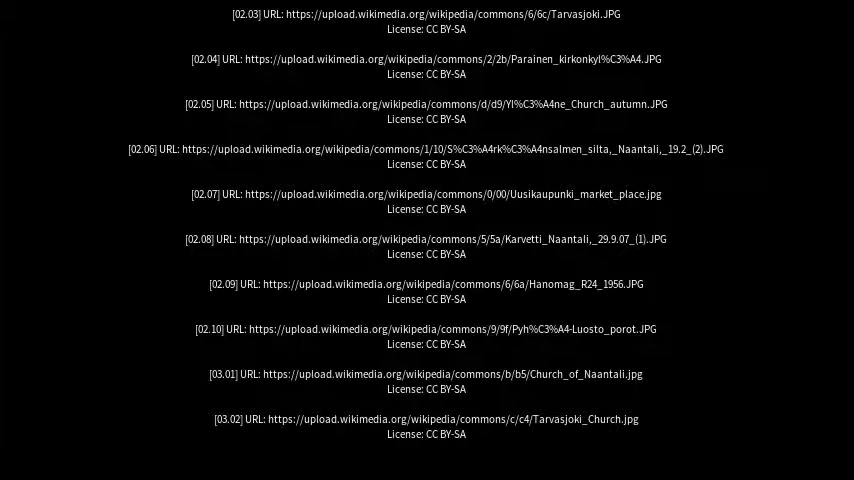 [02.03] URL: https://upload.wikimedia.org/wikipedia/commons/6/6c/Tarvasjoki.JPG
License: CC BY-SA
[02.04] URL: https://upload.wikimedia.org/wikipedia/commons/2/2b/Parainen_kirkonkyl%C3%A4.JPG
License: CC BY-SA
[02.05] URL: https://upload.wikimedia.org/wikipedia/commons/d/d9/Yl%C3%A4ne_Church_autumn.JPG
License: CC BY-SA
[02.06] URL: https://upload.wikimedia.org/wikipedia/commons/1/10/S%C3%A4rk%C3%A4nsalmen_silta,_Naantali,_19.2_(2).JPG
License: CC BY-SA
[02.07] URL: https://upload.wikimedia.org/wikipedia/commons/0/00/Uusikaupunki_market_place.jpg
License: CC BY-SA
[02.08] URL: https://upload.wikimedia.org/wikipedia/commons/5/5a/Karvetti_Naantali,_29.9.07_(1).JPG
License: CC BY-SA
[02.09] URL: https://upload.wikimedia.org/wikipedia/commons/6/6a/Hanomag_R24_1956.JPG
License: CC BY-SA
[02.10] URL: https://upload.wikimedia.org/wikipedia/commons/9/9f/Pyh%C3%A4-Luosto_porot.JPG
License: CC BY-SA
[03.01] URL: https://upload.wikimedia.org/wikipedia/commons/b/b5/Church_of_Naantali.jpg
License: CC BY-SA
[03.02] URL: https://upload.wikimedia.org/wikipedia/commons/c/c4/Tarvasjoki_Church.jpg
License: CC BY-SA